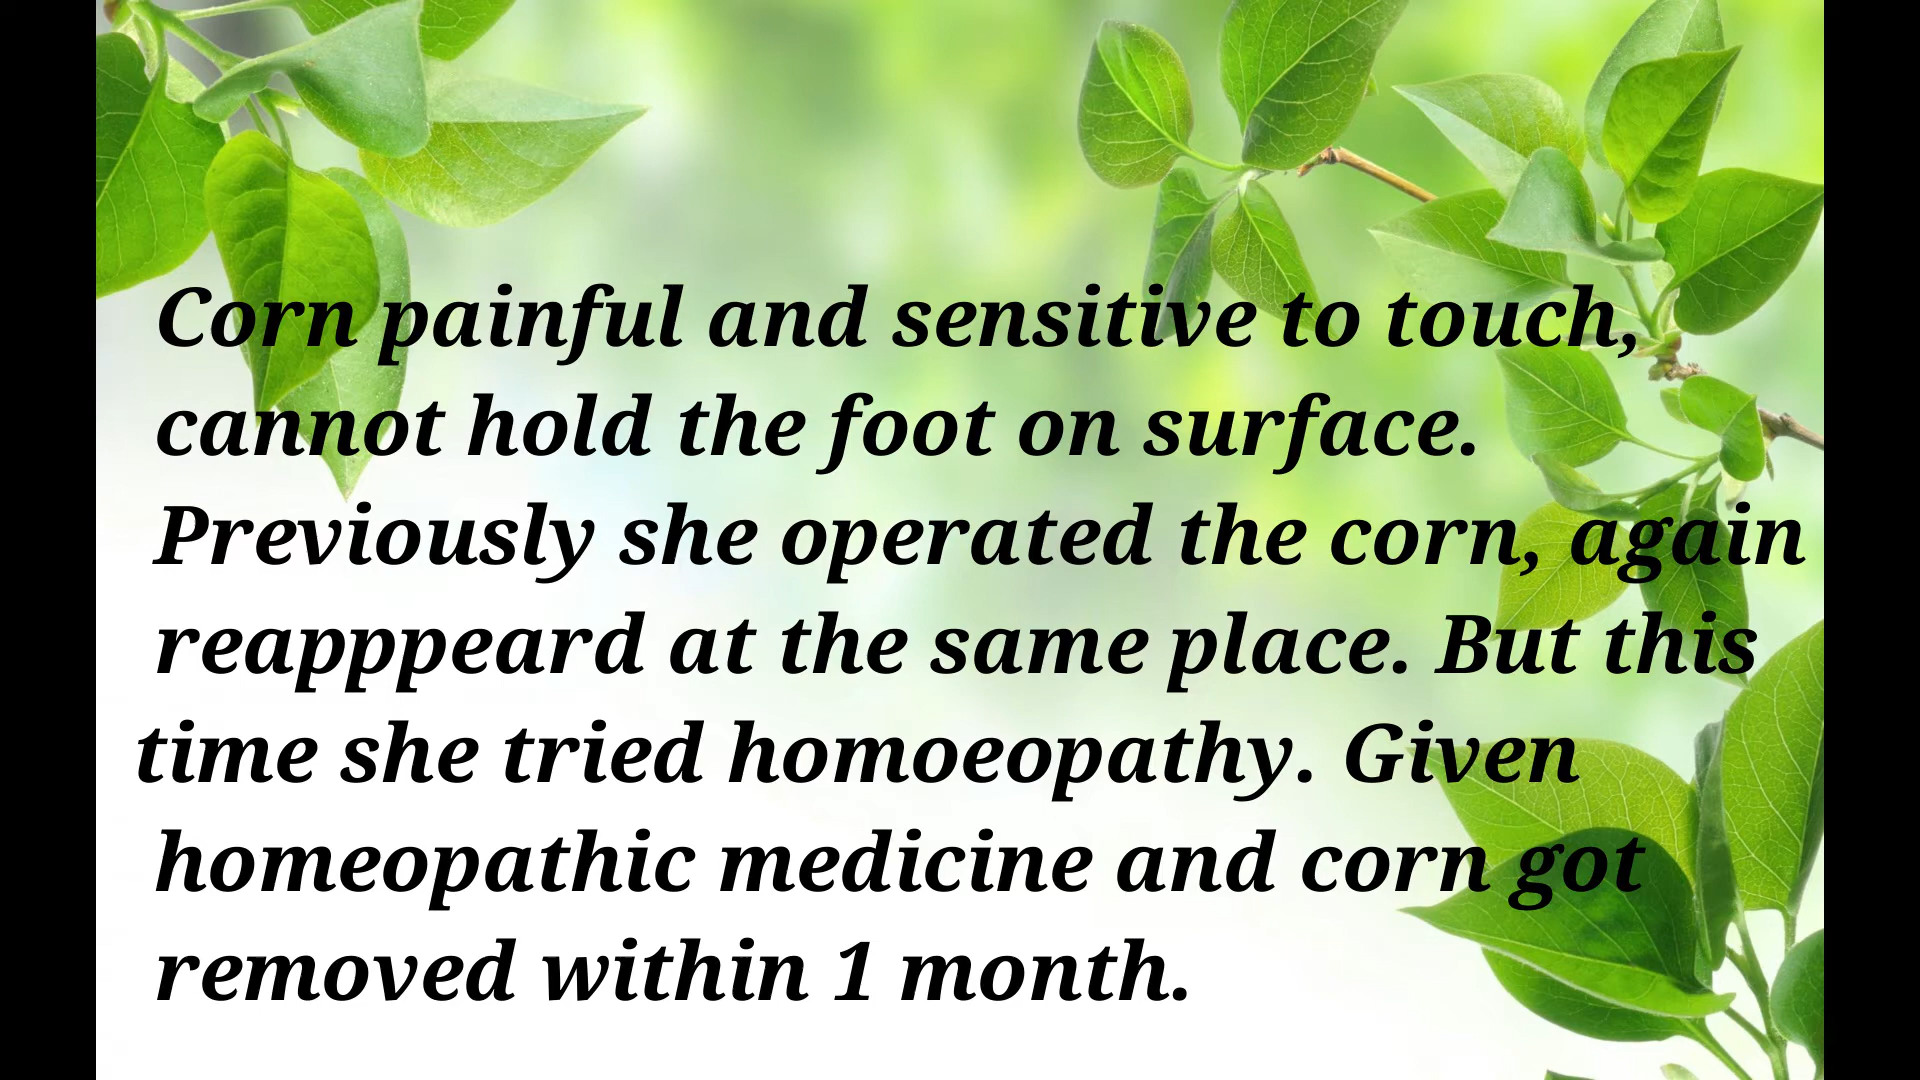 Corn painful and sensitive to touch,
cannot hold the foot on surface.
Previously she operated the corn, again
reapppeard at the same place. But this
time she tried homoeopathy. Given
homeopathic medicine and corn got
removed within 1 month.